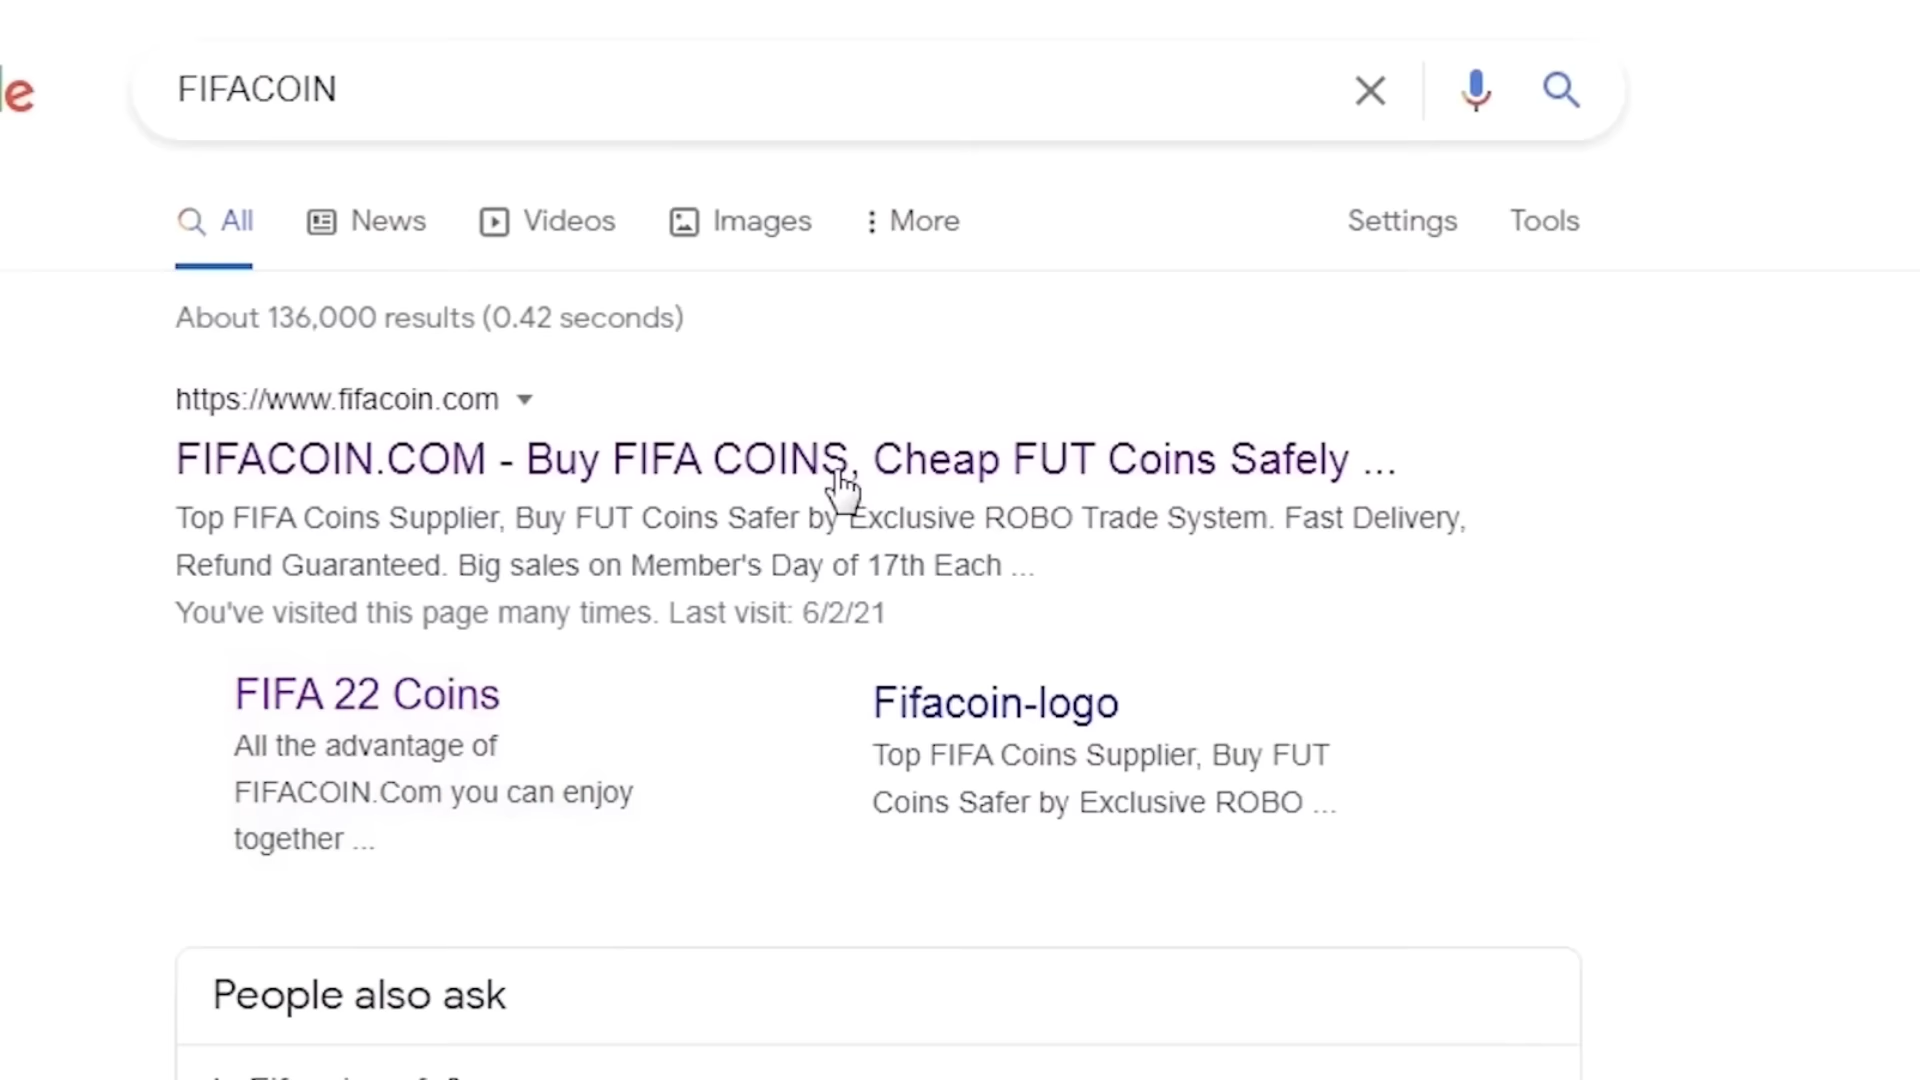 le
FIFACOIN
All News Videos Images More Settings Tools
About 136,000 results (0.42 seconds)
https://www.fifacoin.com
FIFACOIN.COM - Buy FIFA COINS, Cheap FUT Coins Safely ...
Top FIFA Coins Supplier, Buy FUT Coins Safer by Exclusive ROBO Trade System. Fast Delivery,
Refund Guaranteed. Big sales on Member's Day of 17th Each ...
You've visited this page many times. Last visit: 6/2/21
FIFA 22 Coins
All the advantage of
FIFACOIN.Com you can enjoy
together ...
Fifacoin-logo
Top FIFA Coins Supplier, Buy FUT
Coins Safer by Exclusive ROBO ...
People also ask